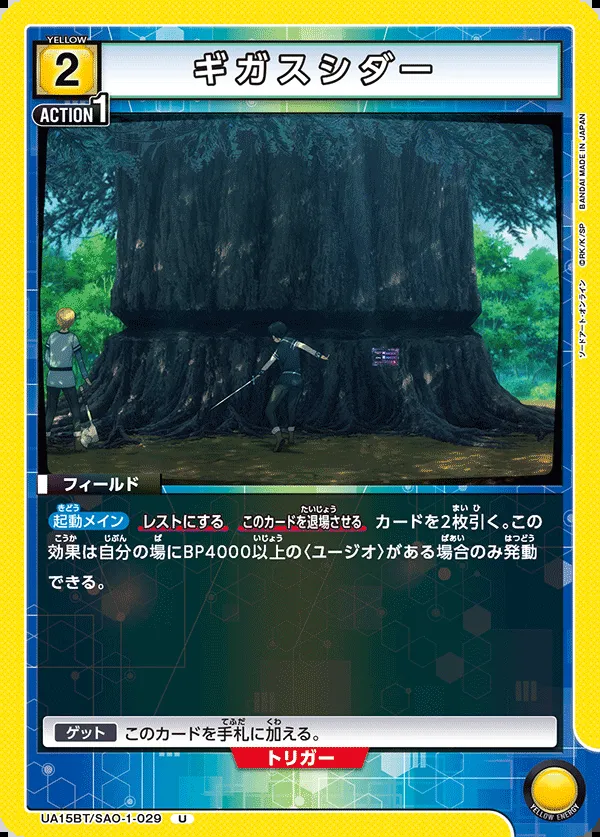 YELLOW
2
ギガスシダー
ACTION 1
BANDAI MADE IN JAPAN
©RK/K/SP
ソードアート・オンライン
フィールド
起動メイン レストにする このカードを退場させる カードを2枚引く。この
効果は自分の場にBP4000以上の〈ユージオ〉がある場合のみ発動
できる。
ゲット このカードを手札に加える。
トリガー
UA15BT/SAO-1-029 U
YELLOW ENERGY